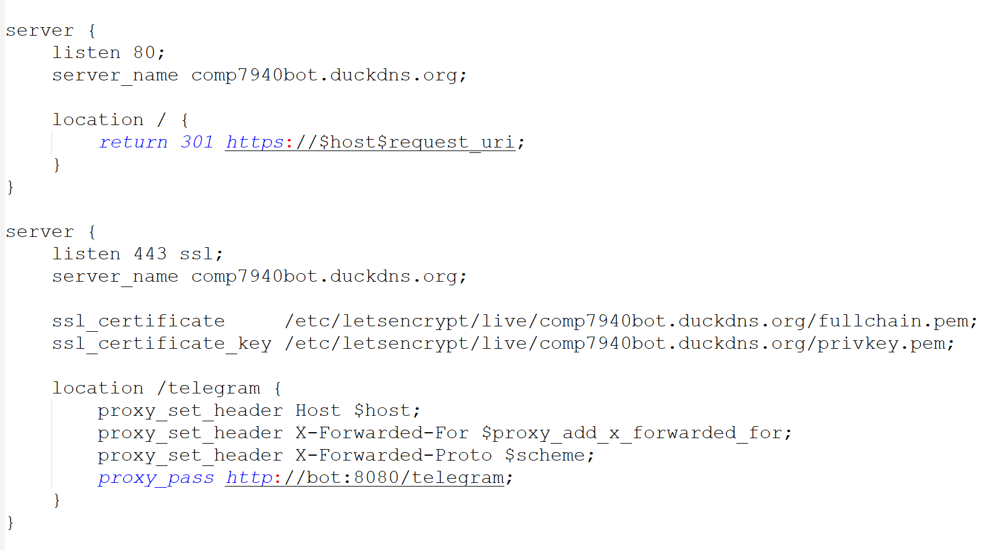 server {
    listen 80;
    server_name comp7940bot.duckdns.org;

    location / {
        return 301 https://$host$request_uri;
    }
}

server {
    listen 443 ssl;
    server_name comp7940bot.duckdns.org;

    ssl_certificate     /etc/letsencrypt/live/comp7940bot.duckdns.org/fullchain.pem;
    ssl_certificate_key /etc/letsencrypt/live/comp7940bot.duckdns.org/privkey.pem;

    location /telegram {
        proxy_set_header Host $host;
        proxy_set_header X-Forwarded-For $proxy_add_x_forwarded_for;
        proxy_set_header X-Forwarded-Proto $scheme;
        proxy_pass http://bot:8080/telegram;
    }
}